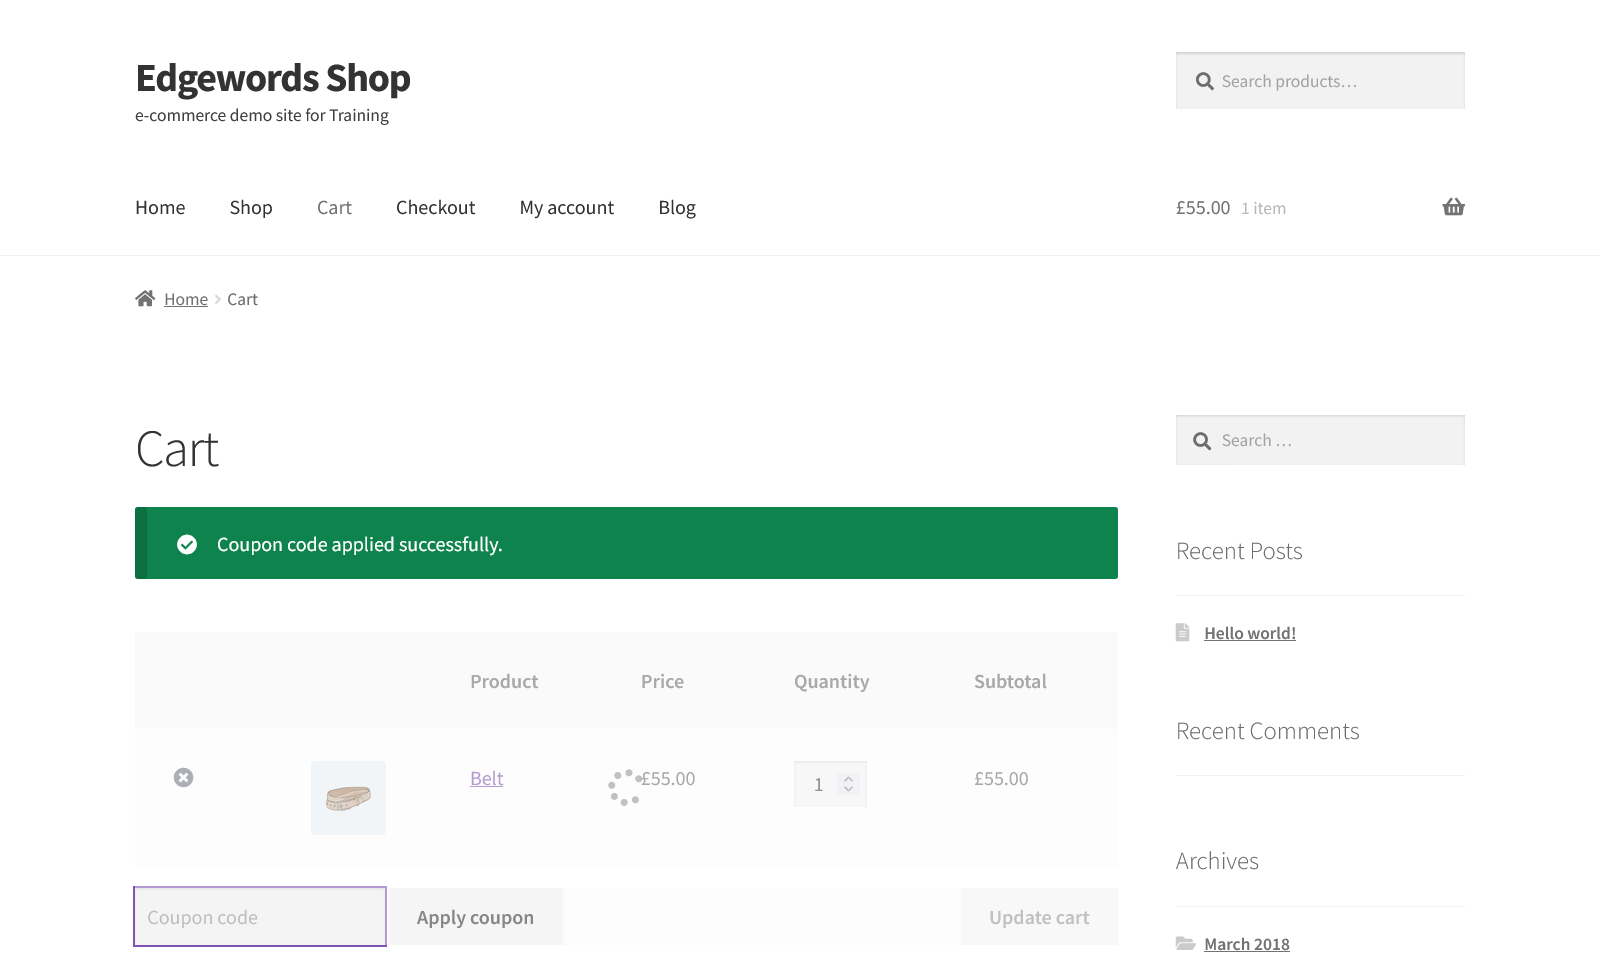 Edgewords Shop
e-commerce demo site for Training
Search products…
Home
Shop
Cart
Checkout
My account
Blog
£55.00 1 item
Home
Cart
Cart
Coupon code applied successfully.
Product Price Quantity Subtotal
Belt £55.00 1 £55.00
Coupon code
Apply coupon
Update cart
Search …
Recent Posts
Hello world!
Recent Comments
Archives
March 2018